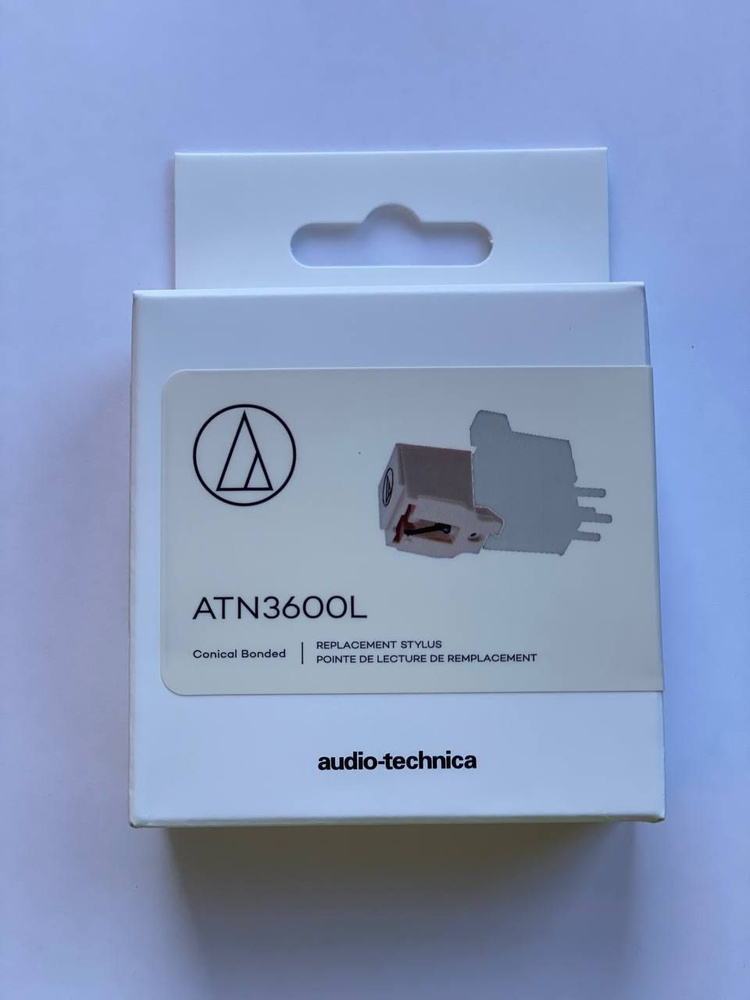 ATN3600L
Conical Bonded
REPLACEMENT STYLUS
POINTE DE LECTURE DE REMPLACEMENT
audio-technica